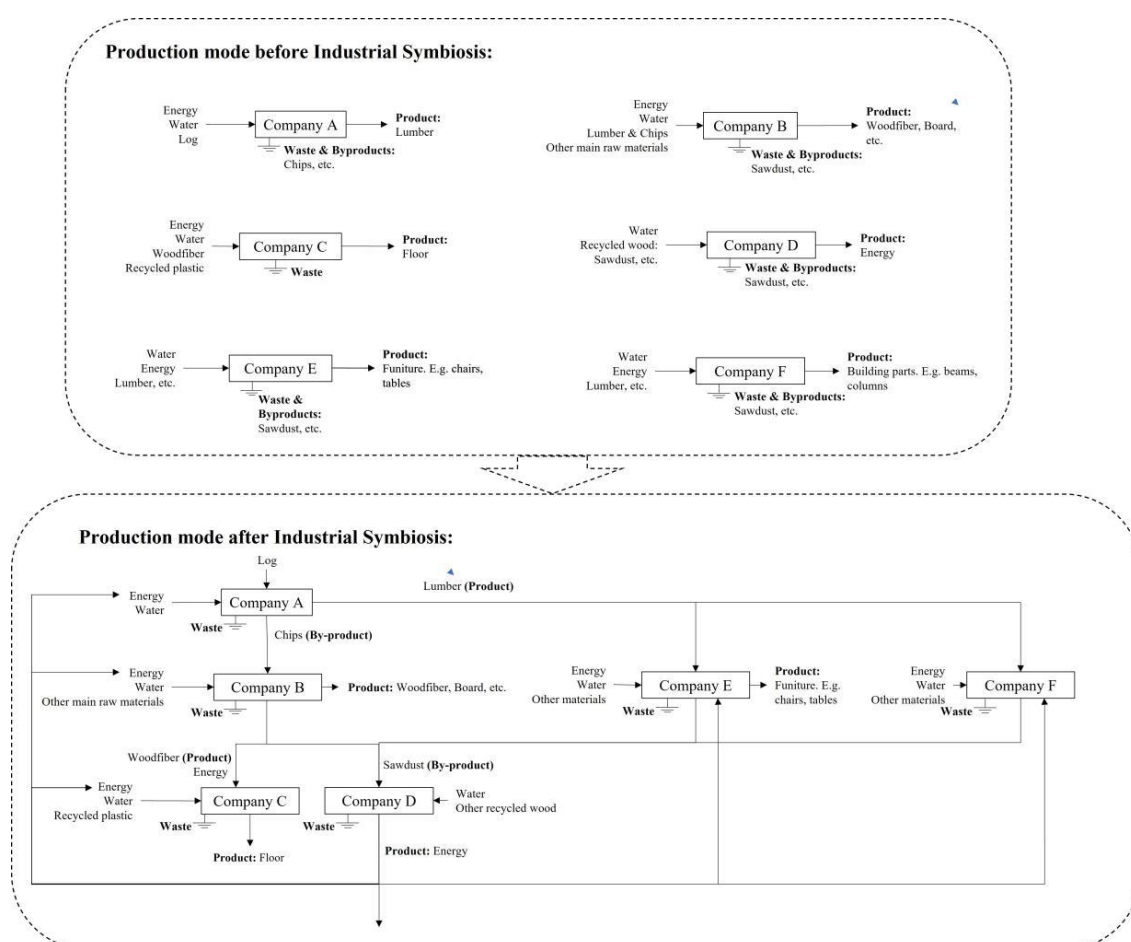 Production mode before Industrial Symbiosis:
Energy
Water
Log
Company A
Product:
Lumber
Waste & Byproducts:
Chips, etc.
Energy
Water
Lumber & Chips
Other main raw materials
Company B
Product:
Woodfiber, Board,
etc.
Waste & Byproducts:
Sawdust, etc.
Energy
Water
Woodfiber
Recycled plastic
Company C
Product:
Floor
Waste
Water
Recycled wood:
Sawdust, etc.
Company D
Product:
Energy
Waste & Byproducts:
Sawdust, etc.
Water
Energy
Lumber, etc.
Company E
Product:
Funiture. E.g. chairs,
tables
Waste &
Byproducts:
Sawdust, etc.
Water
Energy
Lumber, etc.
Company F
Product:
Building parts. E.g. beams,
columns
Waste & Byproducts:
Sawdust, etc.
Production mode after Industrial Symbiosis:
Log
Energy
Water
Company A
Lumber (Product)
Waste
Chips (By-product)
Energy
Water
Other main raw materials
Company B
Product: Woodfiber, Board, etc.
Waste
Energy
Water
Other materials
Company E
Product:
Funiture. E.g.
chairs, tables
Waste
Energy
Water
Other materials
Company F
Waste
Woodfiber (Product)
Energy
Sawdust (By-product)
Energy
Water
Recycled plastic
Company C
Waste
Product: Floor
Company D
Water
Other recycled wood
Waste
Product: Energy